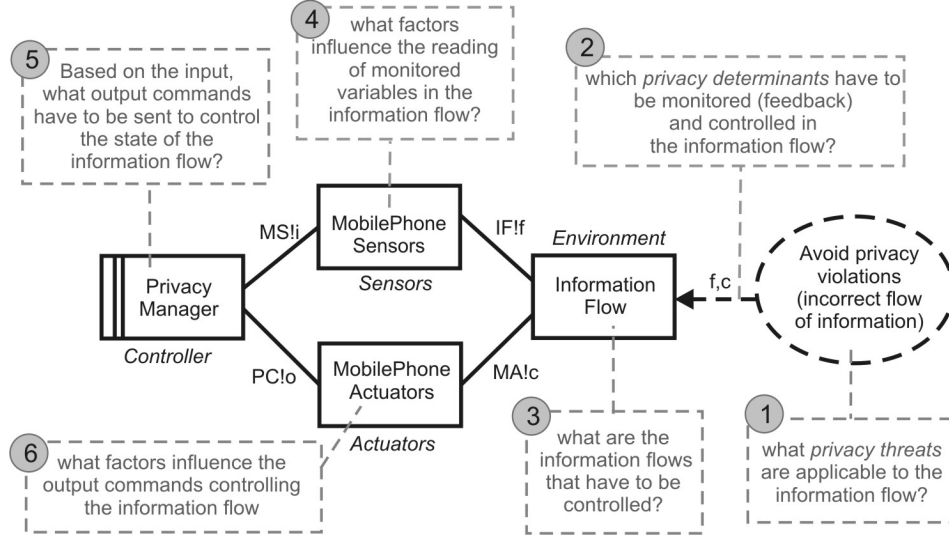 5
Based on the input,
what output commands
have to be sent to control
the state of the
information flow?
4
what factors
influence the reading
of monitored
variables in the
information flow?
2
which privacy determinants have to
be monitored (feedback)
and controlled in
the information flow?
MS!i
MobilePhone
Sensors
Sensors
IF!f
Environment
Privacy
Manager
Controller
Information
Flow
f,c
Avoid privacy
violations
(incorrect flow
of information)
PC!o
MobilePhone
Actuators
Actuators
MA!c
6
what factors influence the
output commands controlling
the information flow
3
what are the
information flows
that have to be
controlled?
1
what privacy threats
are applicable to the
information flow?